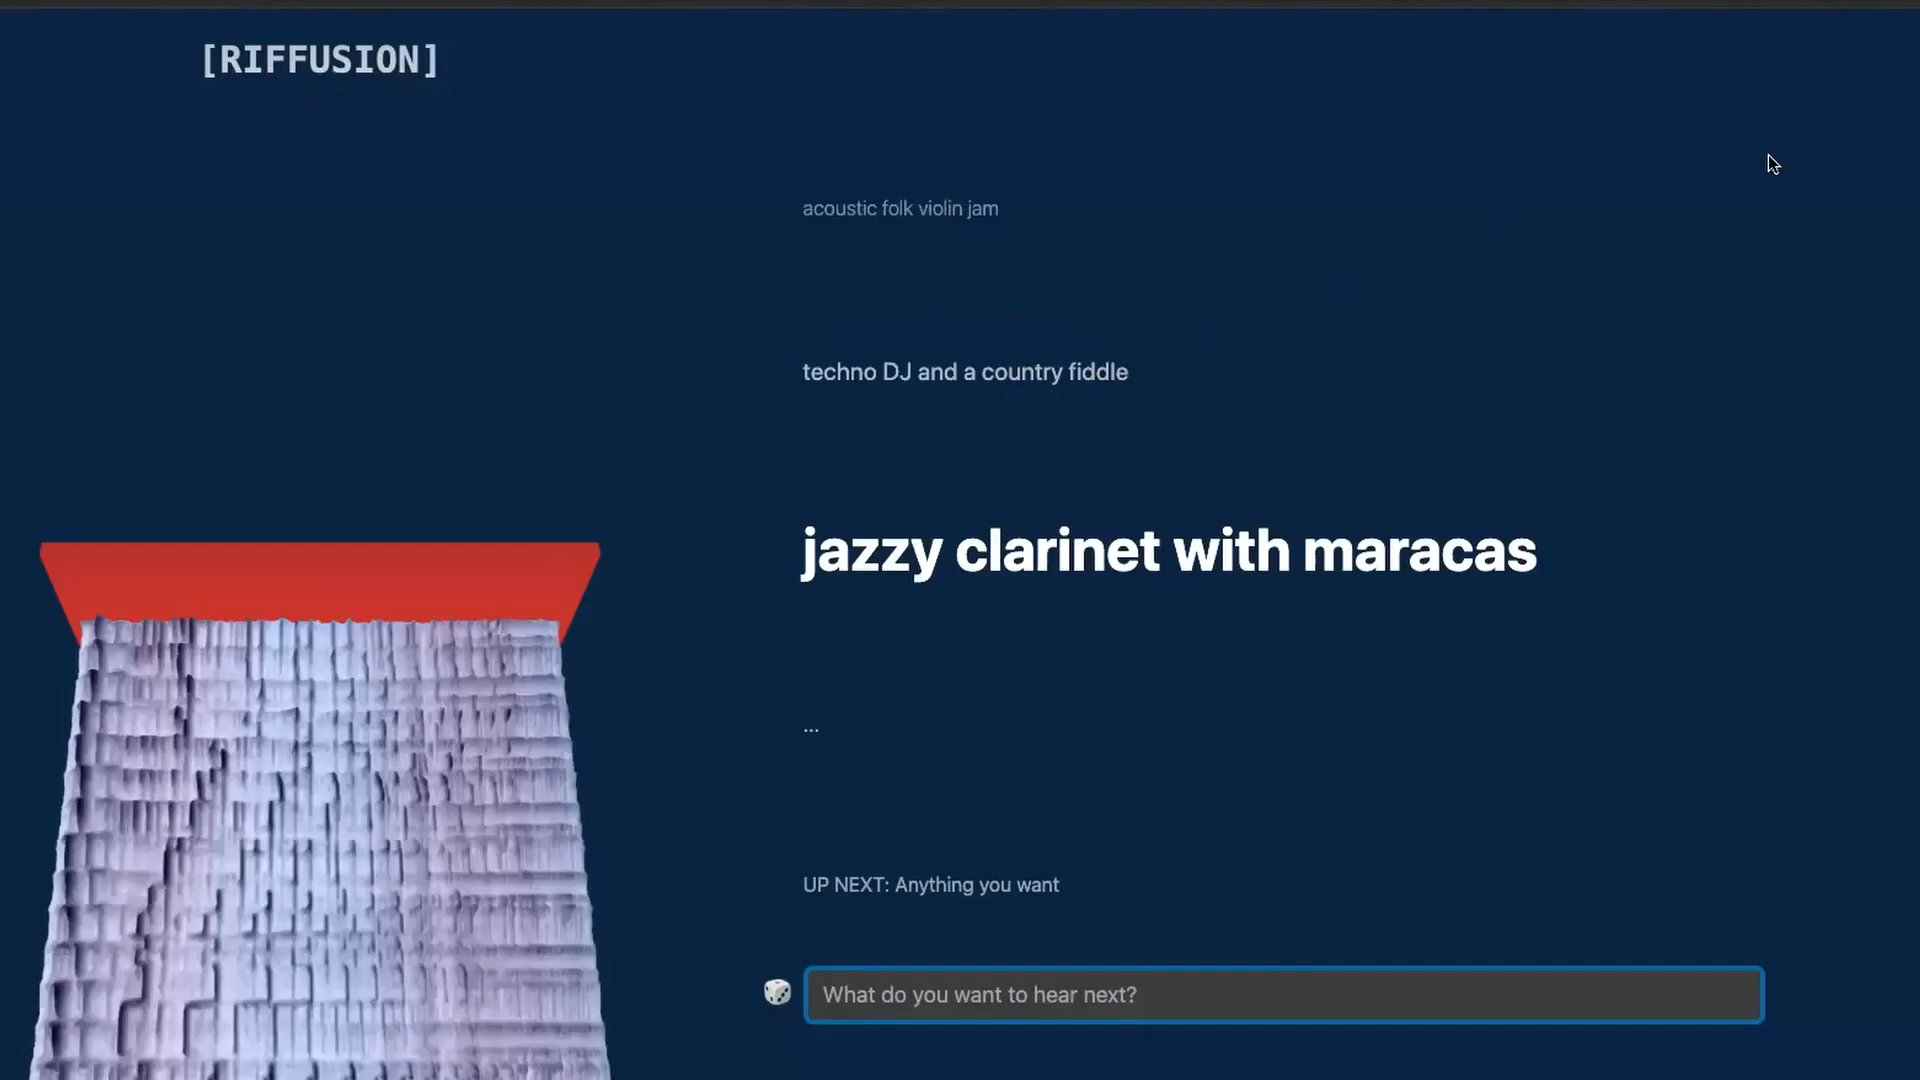 [RIFFUSION]
acoustic folk violin jam
techno DJ and a country fiddle
jazzy clarinet with maracas
...
UP NEXT: Anything you want
What do you want to hear next?